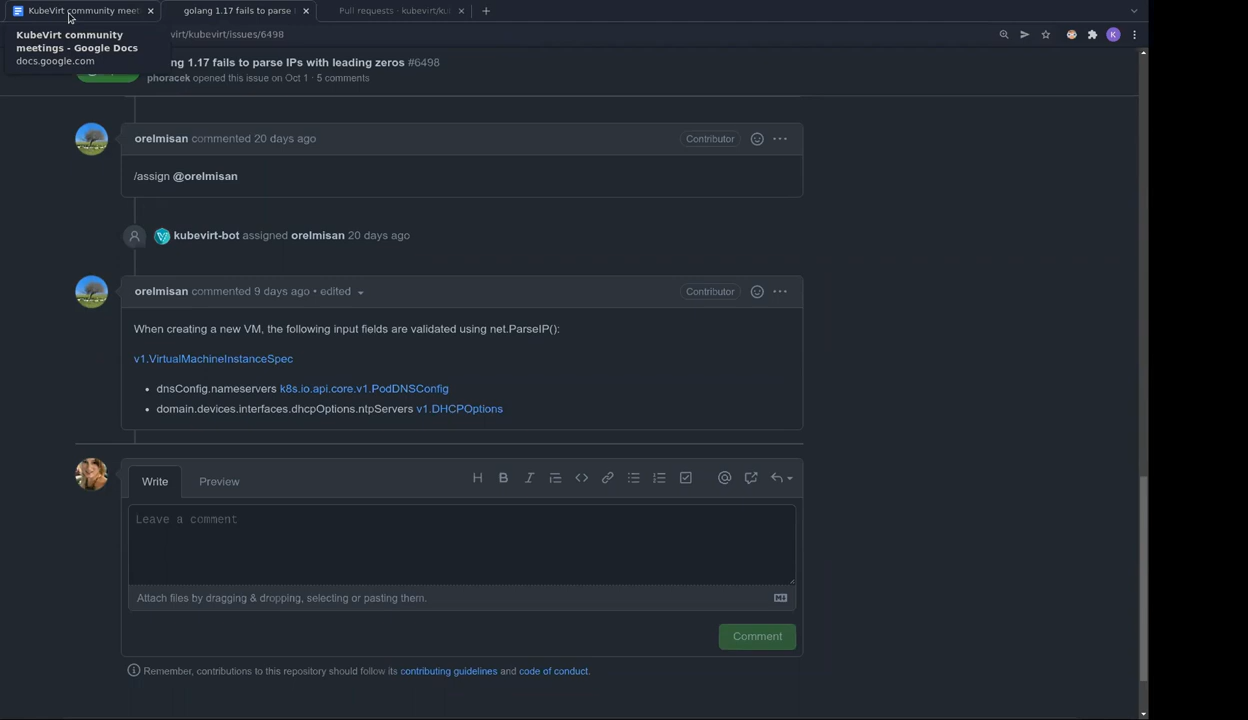 KubeVirt community meet
golang 1.17 fails to parse
Pull requests · kubevirt/ku
KubeVirt community
meetings - Google Docs
docs.google.com
virt/kubevirt/issues/6498
K
ng 1.17 fails to parse IPs with leading zeros #6498
phoracek opened this issue on Oct 1 · 5 comments
orelmisan commented 20 days ago
Contributor
/assign @orelmisan
kubevirt-bot assigned orelmisan 20 days ago
orelmisan commented 9 days ago • edited
Contributor
When creating a new VM, the following input fields are validated using net.ParseIP():
v1.VirtualMachineInstanceSpec
• dnsConfig.nameservers k8s.io.api.core.v1.PodDNSConfig
• domain.devices.interfaces.dhcpOptions.ntpServers v1.DHCPOptions
Write
Preview
Leave a comment
Attach files by dragging & dropping, selecting or pasting them.
Comment
Remember, contributions to this repository should follow its contributing guidelines and code of conduct.